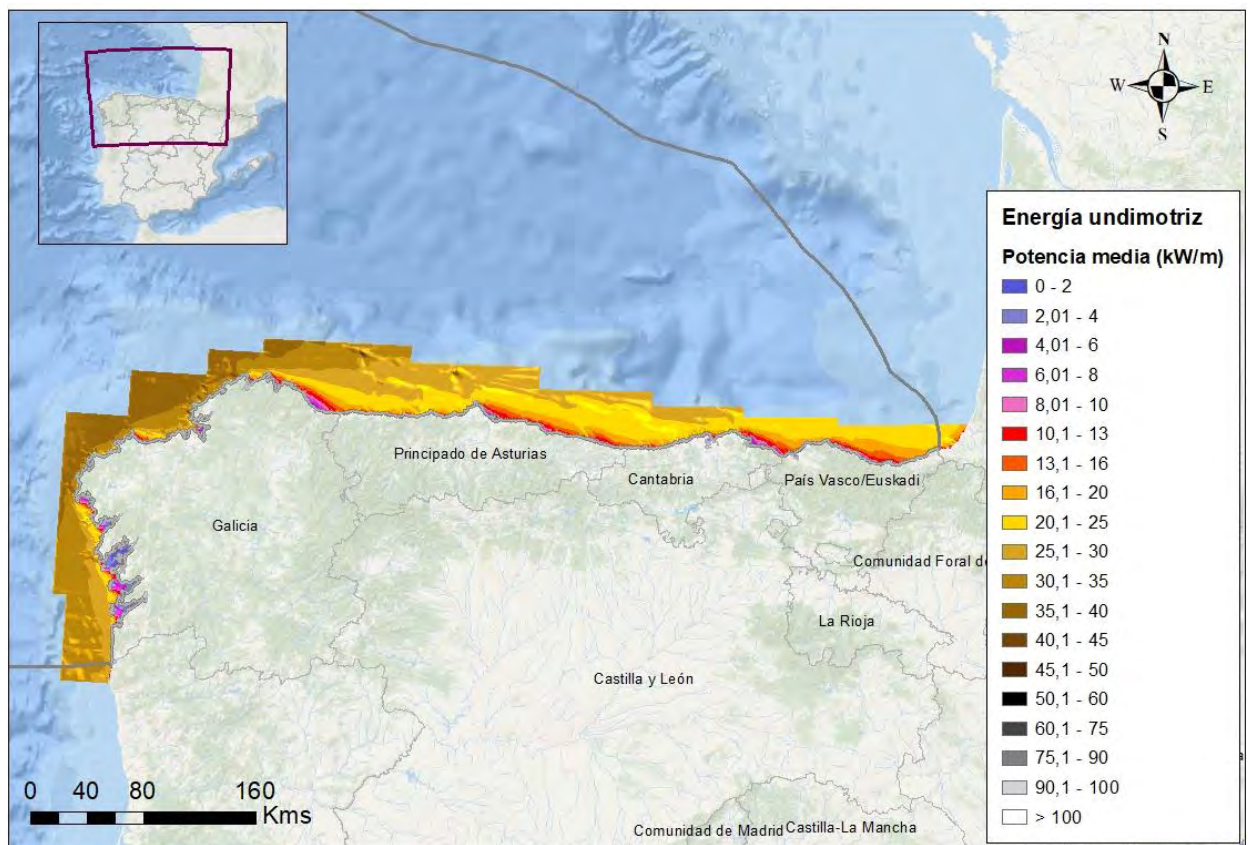 N
W E
S
Energía undimotriz
Potencia media (kW/m)
0 - 2
2,01 - 4
4,01 - 6
6,01 - 8
8,01 - 10
10,1 - 13
13,1 - 16
16,1 - 20
20,1 - 25
25,1 - 30
30,1 - 35
35,1 - 40
40,1 - 45
45,1 - 50
50,1 - 60
60,1 - 75
75,1 - 90
90,1 - 100
> 100
Principado de Asturias
Cantabria
País Vasco/Euskadi
Galicia
Comunidad Foral de
La Rioja
Castilla y León
Comunidad de Madrid
Castilla-La Mancha
0 40 80 160
Kms